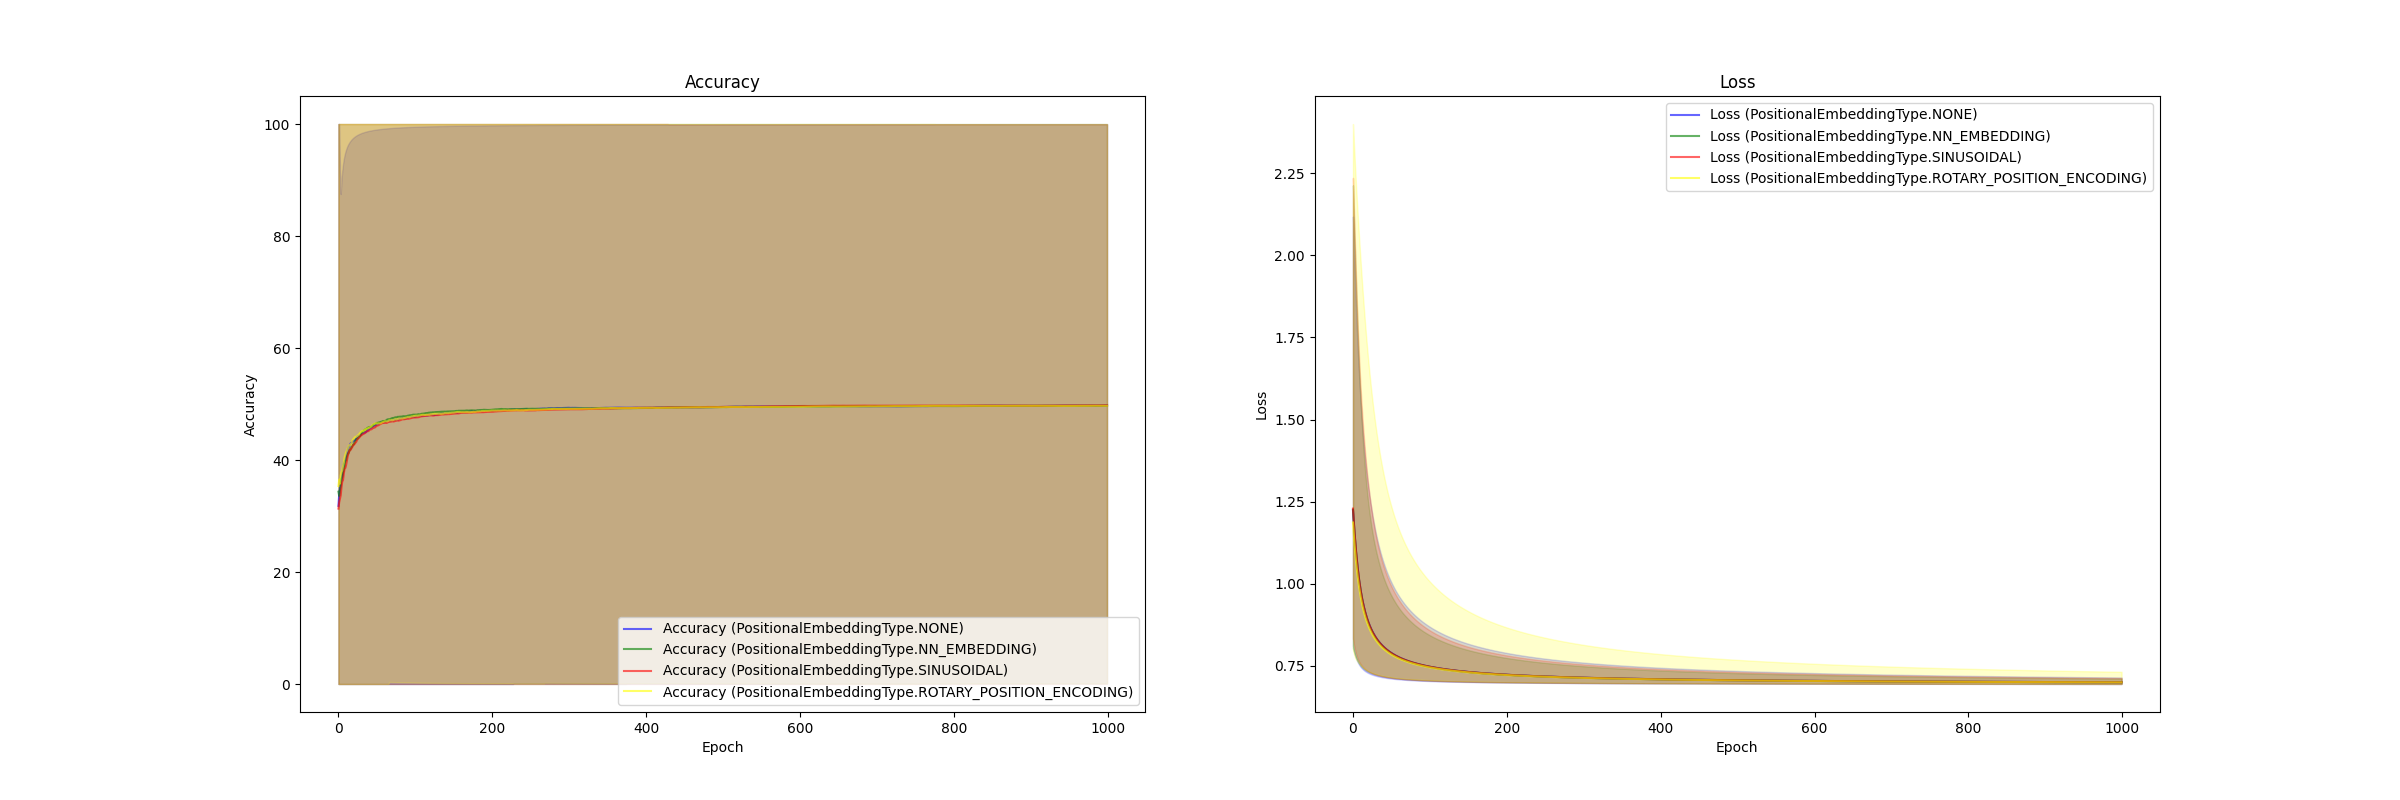 Accuracy
100
80
60
40
20
0
Accuracy
0 200 400 600 800 1000
Epoch
Accuracy (PositionalEmbeddingType.NONE)
Accuracy (PositionalEmbeddingType.NN_EMBEDDING)
Accuracy (PositionalEmbeddingType.SINUSOIDAL)
Accuracy (PositionalEmbeddingType.ROTARY_POSITION_ENCODING)
Loss
2.25
2.00
1.75
1.50
1.25
1.00
0.75
Loss
0 200 400 600 800 1000
Epoch
Loss (PositionalEmbeddingType.NONE)
Loss (PositionalEmbeddingType.NN_EMBEDDING)
Loss (PositionalEmbeddingType.SINUSOIDAL)
Loss (PositionalEmbeddingType.ROTARY_POSITION_ENCODING)